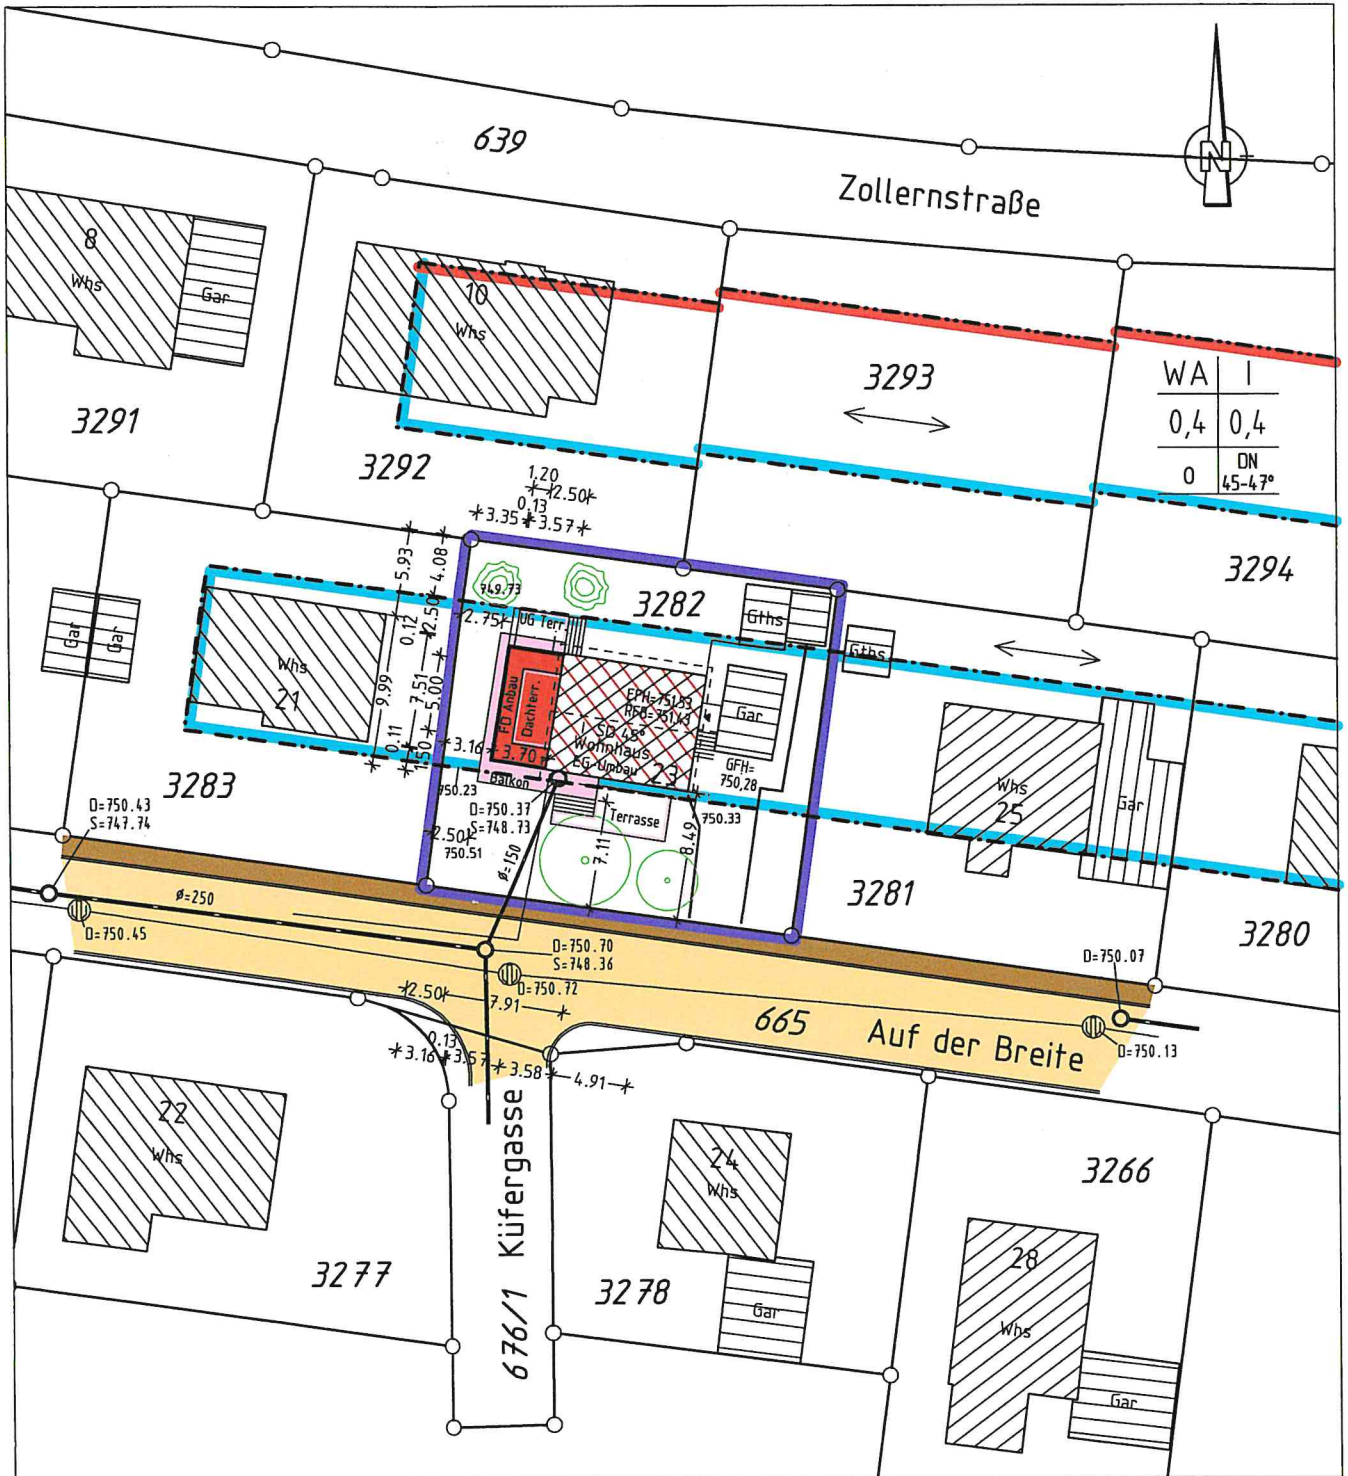 639
Zollernstraße
N
8
Whs
Gar
10
Whs
3291
3292
3293
WA I
0,4 0,4
0 DN
45-47°
3294
1.20
2.50
0.13
3.35 3.57
5.93
4.08
2.50
0.12
9.99
7.51
5.00
0.11
1.50
749.73
3282
Gths
Gths
2.75
UG Terr.
Gar
Gar
Whs
21
FD Anbau
Dachterr.
EFH=751,53
RFB=751,43
SD 45°
Wohnhaus
EG-Umbau
23
Gar
GFH=
750,28
3.16
3.70
Balkon
Terrasse
750.23
750.33
D=750.37
S=748.73
2.50
750.51
ø=150
7.11
8.49
Whs
25
Gar
3283
D=750.43
S=747.74
3281
3280
ø=250
D=750.45
D=750.70
S=748.36
D=750.72
D=750.07
D=750.13
2.50
7.91
665
Auf der Breite
0.13
3.16 3.57 3.58 4.91
22
Whs
3277
676/1 Küfergasse
24
Whs
3278
Gar
3266
28
Whs
Gar